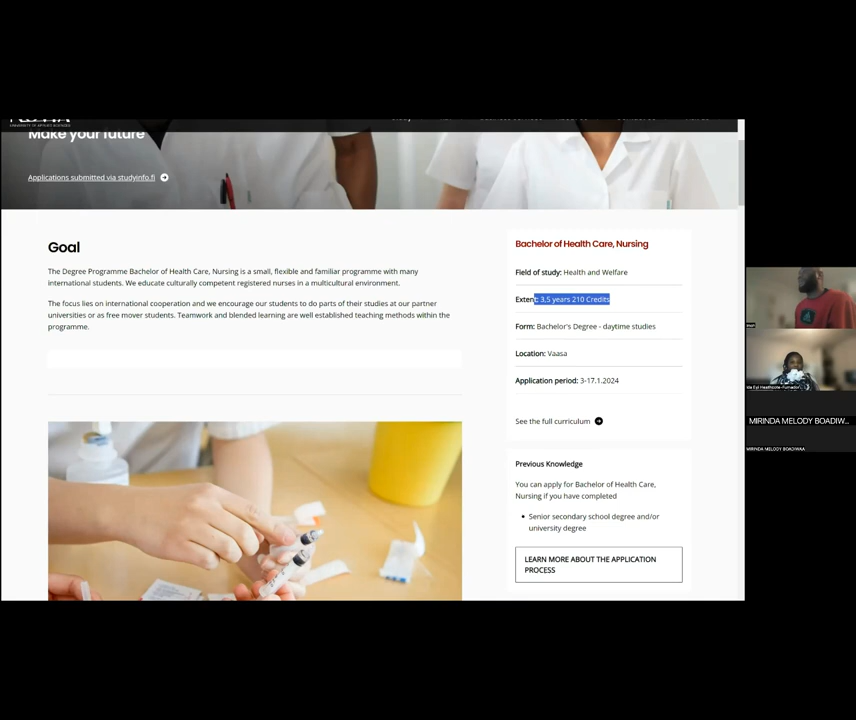 UNIVERSITY OF APPLIED SCIENCES
Make your future
Applications submitted via studyinfo.fi
Goal
The Degree Programme Bachelor of Health Care, Nursing is a small, flexible and familiar programme with many
international students. We educate culturally competent registered nurses in a multicultural environment.
The focus lies on international cooperation and we encourage our students to do parts of their studies at our partner
universities or as free mover students. Teamwork and blended learning are well established teaching methods within the
programme.
Bachelor of Health Care, Nursing
Field of study: Health and Welfare
Extent: 3,5 years 210 Credits
Form: Bachelor's Degree - daytime studies
Location: Vaasa
Application period: 3-17.1.2024
See the full curriculum
Previous Knowledge
You can apply for Bachelor of Health Care,
Nursing if you have completed
• Senior secondary school degree and/or
university degree
LEARN MORE ABOUT THE APPLICATION
PROCESS
MIRINDA MELODY BOADIW...
MIRINDA MELODY BOADIWAA